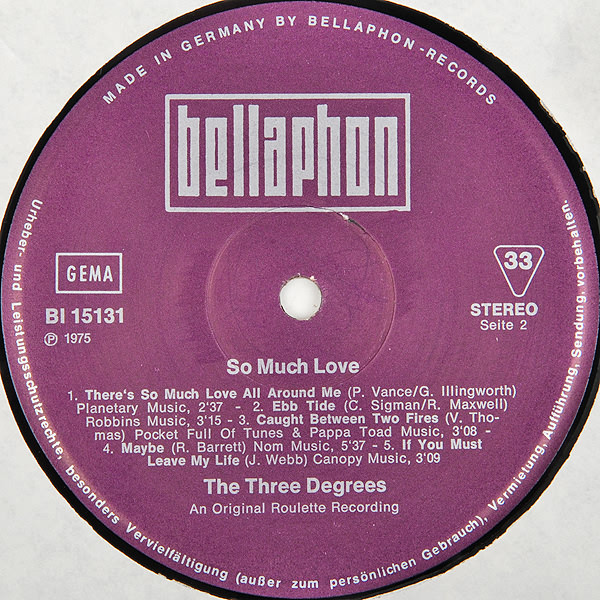 MADE IN GERMANY BY BELLAPHON-RECORDS
bellaphon
GEMA
BI 15131
℗ 1975
33
STEREO
Seite 2
So Much Love
1. There's So Much Love All Around Me (P. Vance/G. Illingworth)
Planetary Music, 2'37 - 2. Ebb Tide (C. Sigman/R. Maxwell)
Robbins Music, 3'15 - 3. Caught Between Two Fires (V. Tho-
mas) Pocket Full Of Tunes & Pappa Toad Music, 3'08 -
4. Maybe (R. Barrett) Nom Music, 5'37 - 5. If You Must
Leave My Life (J. Webb) Canopy Music, 3'09
The Three Degrees
An Original Roulette Recording
Urheber- und Leistungsschutzrechte, besonders Vervielfältigung (außer zum persönlichen Gebrauch), Vermietung, Aufführung, Sendung, vorbehalten.